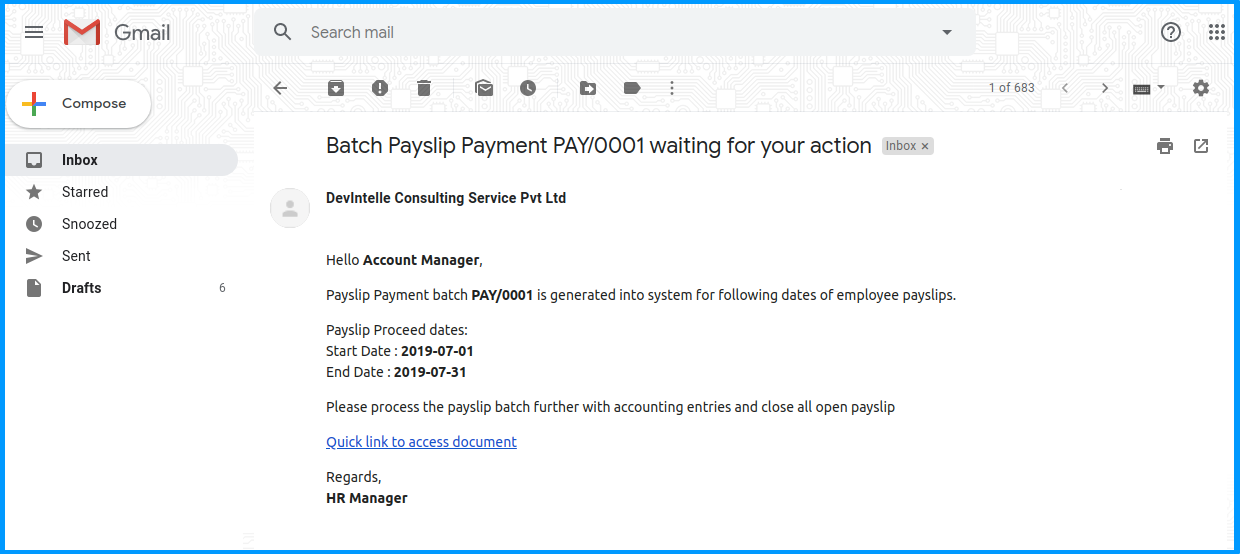 Gmail
Search mail
Compose
1 of 683
Inbox
Starred
Snoozed
Sent
Drafts 6
Batch Payslip Payment PAY/0001 waiting for your action Inbox ×
DevIntelle Consulting Service Pvt Ltd
Hello Account Manager,
Payslip Payment batch PAY/0001 is generated into system for following dates of employee payslips.
Payslip Proceed dates:
Start Date : 2019-07-01
End Date : 2019-07-31
Please process the payslip batch further with accounting entries and close all open payslip
Quick link to access document
Regards,
HR Manager